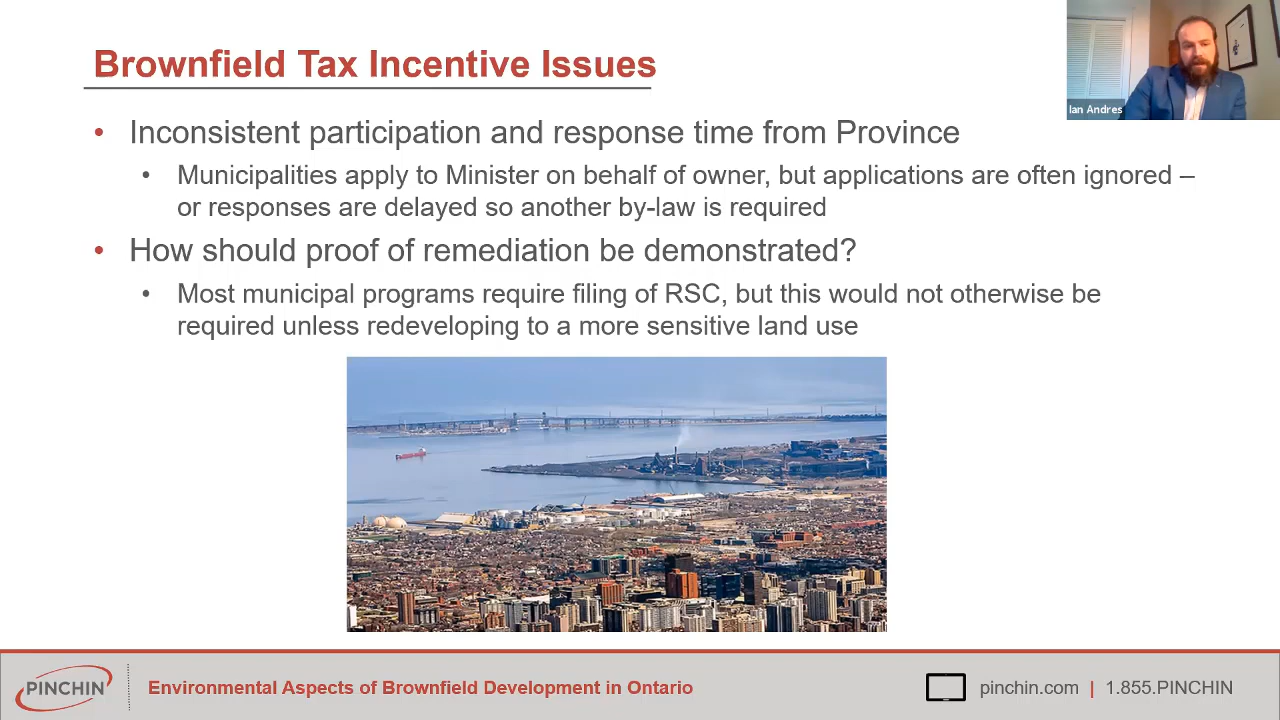 Brownfield Tax Incentive Issues
Ian Andres
• Inconsistent participation and response time from Province
• Municipalities apply to Minister on behalf of owner, but applications are often ignored –
or responses are delayed so another by-law is required
• How should proof of remediation be demonstrated?
• Most municipal programs require filing of RSC, but this would not otherwise be
required unless redeveloping to a more sensitive land use
PINCHIN
Environmental Aspects of Brownfield Development in Ontario
pinchin.com | 1.855.PINCHIN